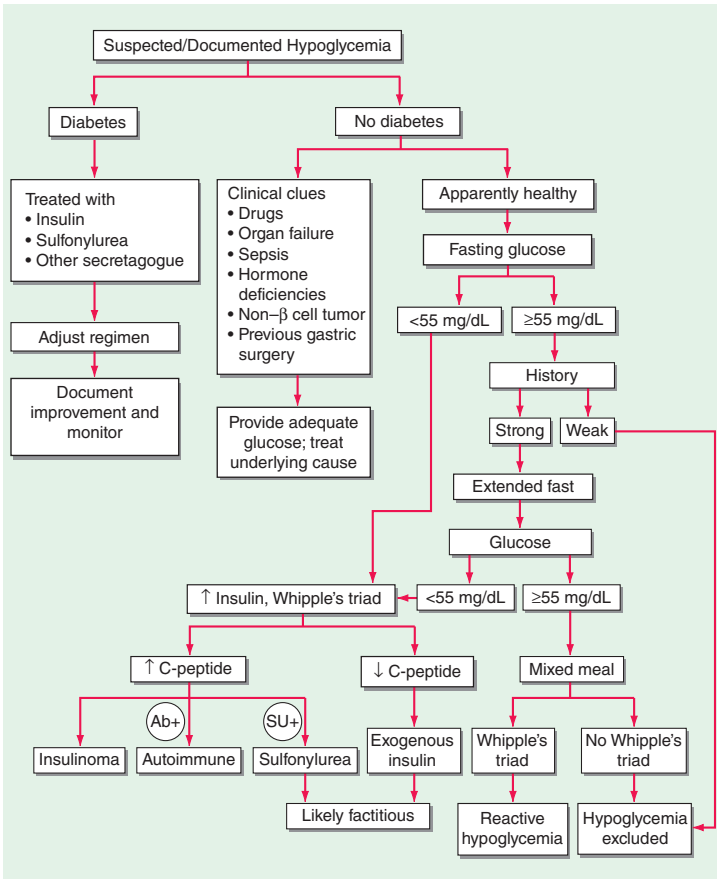 Suspected/Documented Hypoglycemia
Diabetes
No diabetes
Treated with
• Insulin
• Sulfonylurea
• Other secretagogue
Clinical clues
• Drugs
• Organ failure
• Sepsis
• Hormone
deficiencies
• Non–β cell tumor
• Previous gastric
surgery
Apparently healthy
Fasting glucose
<55 mg/dL
≥55 mg/dL
Adjust regimen
History
Document
improvement and
monitor
Provide adequate
glucose; treat
underlying cause
Strong
Weak
Extended fast
Glucose
↑ Insulin, Whipple's triad
<55 mg/dL
≥55 mg/dL
↑ C-peptide
↓ C-peptide
Mixed meal
Ab+
SU+
Insulinoma
Autoimmune
Sulfonylurea
Exogenous
insulin
Whipple's
triad
No Whipple's
triad
Likely factitious
Reactive
hypoglycemia
Hypoglycemia
excluded